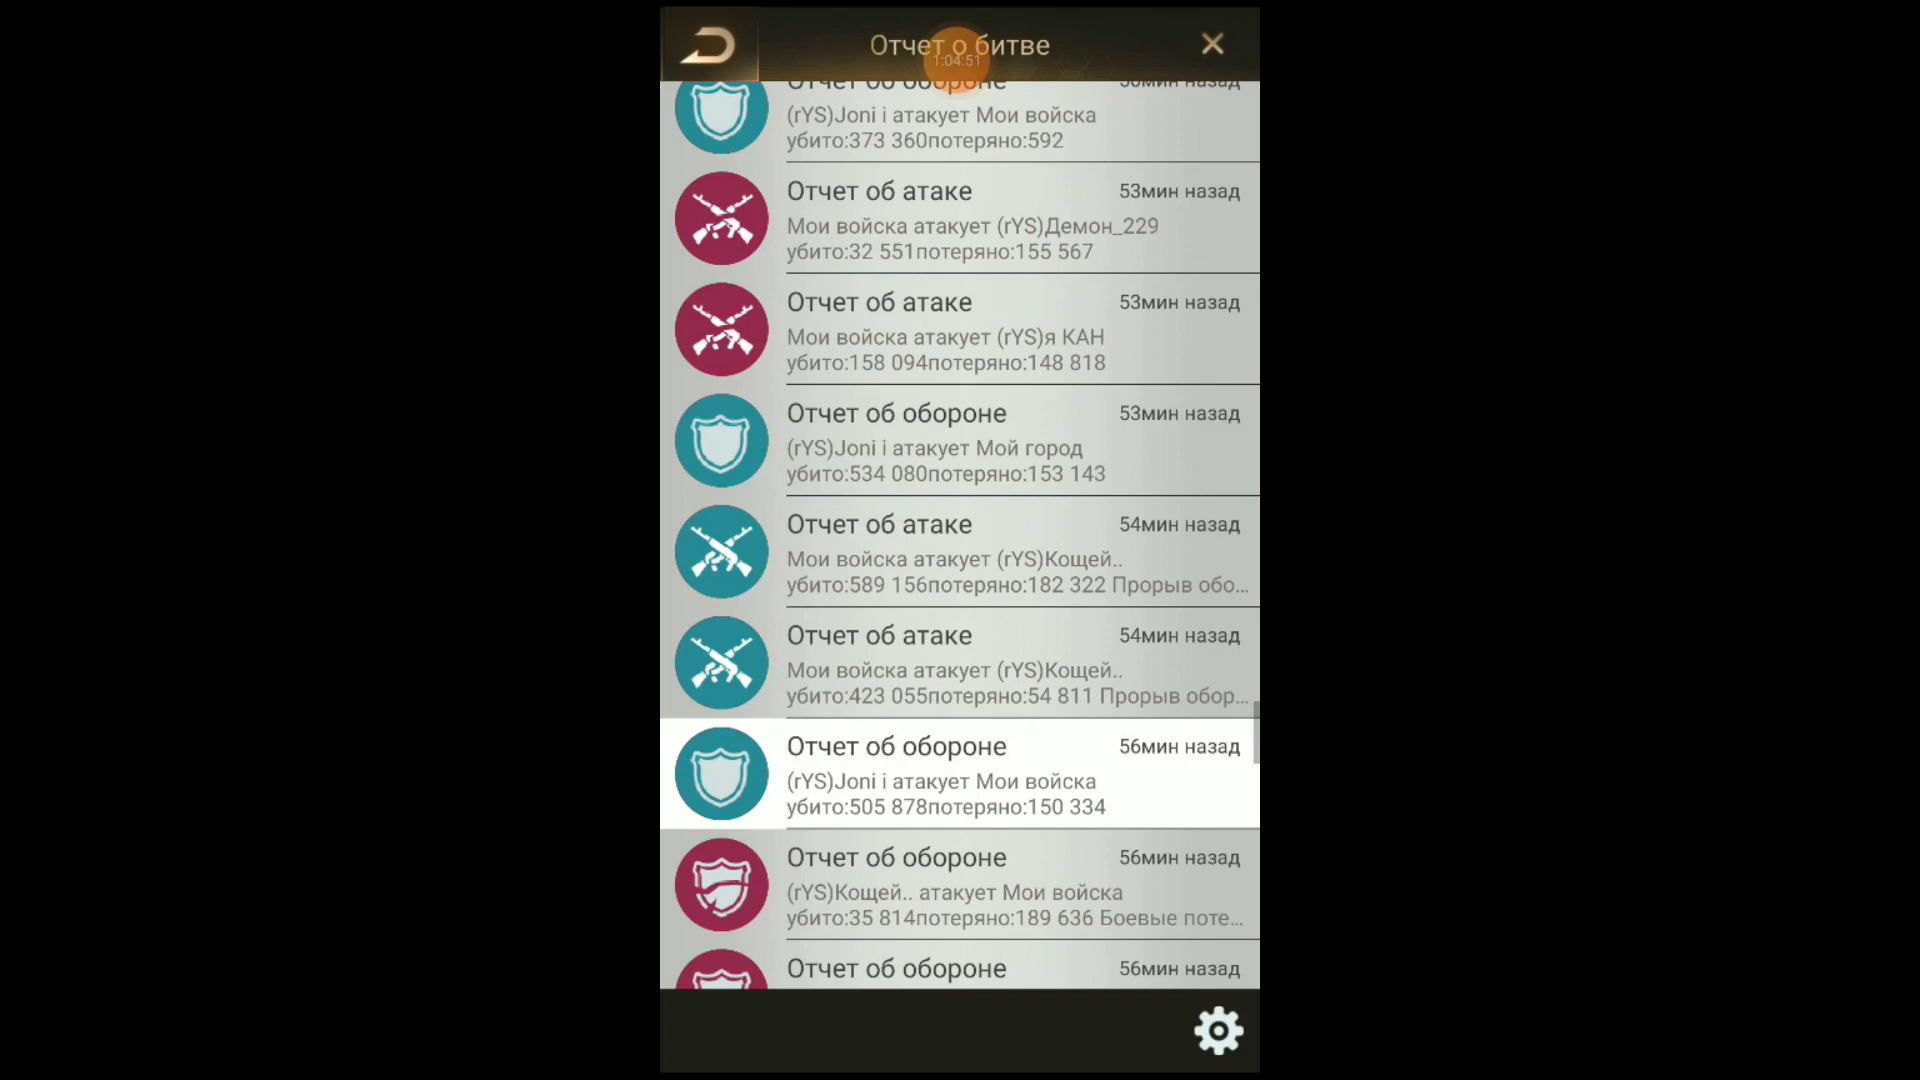 Отчет о битве
1:04:51
Отчет об обороне 56мин назад
(rYS)Joni i атакует Мои войска
убито:373 360потеряно:592
Отчет об атаке 53мин назад
Мои войска атакует (rYS)Демон_229
убито:32 551потеряно:155 567
Отчет об атаке 53мин назад
Мои войска атакует (rYS)я КАН
убито:158 094потеряно:148 818
Отчет об обороне 53мин назад
(rYS)Joni i атакует Мой город
убито:534 080потеряно:153 143
Отчет об атаке 54мин назад
Мои войска атакует (rYS)Кощей..
убито:589 156потеряно:182 322 Прорыв обо...
Отчет об атаке 54мин назад
Мои войска атакует (rYS)Кощей..
убито:423 055потеряно:54 811 Прорыв обор...
Отчет об обороне 56мин назад
(rYS)Joni i атакует Мои войска
убито:505 878потеряно:150 334
Отчет об обороне 56мин назад
(rYS)Кощей.. атакует Мои войска
убито:35 814потеряно:189 636 Боевые поте...
Отчет об обороне 56мин назад